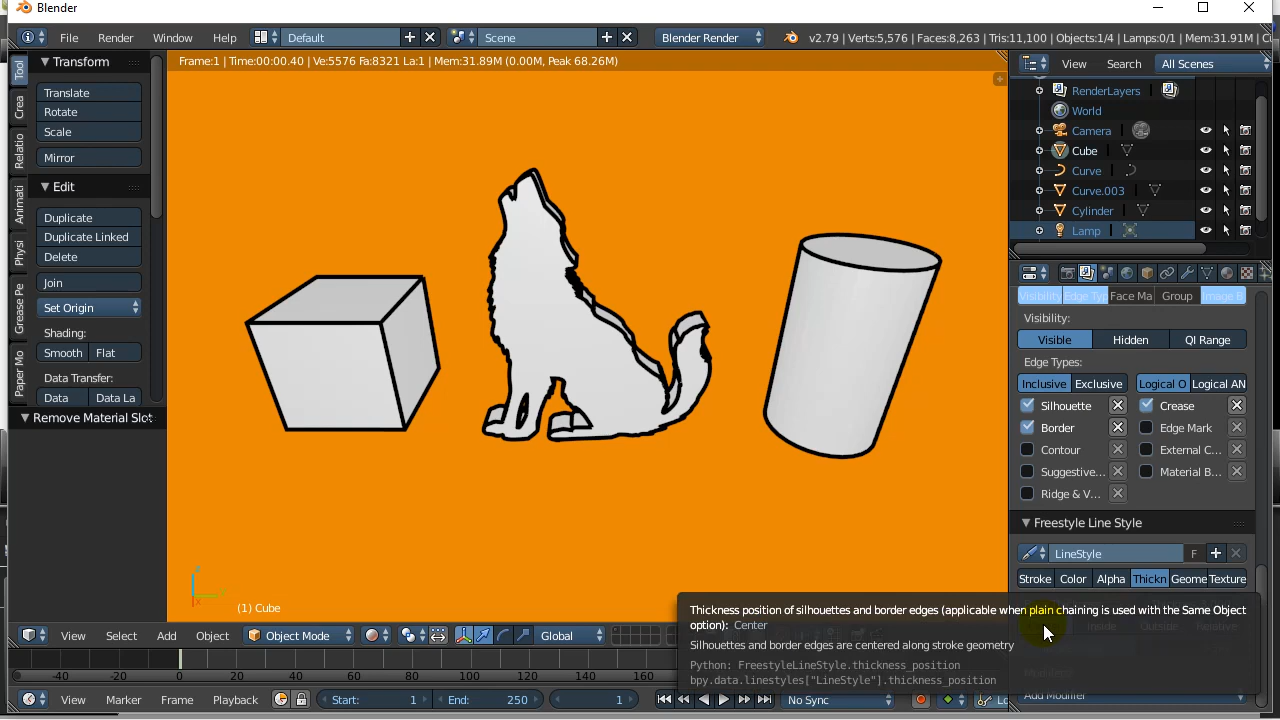 Blender
File Render Window Help Default Scene Blender Render v2.79 | Verts:5,576 | Faces:8,263 | Tris:11,100 | Objects:1/4 | Lamps:0/1 | Mem:31.91M |
Frame:1 | Time:00:00.40 | Ve:5576 Fa:8321 La:1 | Mem:31.89M (0.00M, Peak 68.26M)
View Search All Scenes
Tool
Crea
Relatio
Animati
Physi
Grease Pe
Paper Mo
Transform
Translate
Rotate
Scale
Mirror
Edit
Duplicate
Duplicate Linked
Delete
Join
Set Origin
Shading:
Smooth Flat
Data Transfer:
Data Data La
Remove Material Slot
RenderLayers
World
Camera
Cube
Curve
Curve.003
Cylinder
Lamp
Visibility Edge Typ Face Ma Group Image B
Visibility:
Visible Hidden QI Range
Edge Types:
Inclusive Exclusive Logical O Logical AN
Silhouette Crease
Border Edge Mark
Contour External C...
Suggestive... Material B...
Ridge & V...
Freestyle Line Style
LineStyle F
Stroke Color Alpha Thickn Geome Texture
Inside Outside Relative
Modifiers:
Add Modifier
(1) Cube
Thickness position of silhouettes and border edges (applicable when plain chaining is used with the Same Object
option): Center
Silhouettes and border edges are centered along stroke geometry
Python: FreestyleLineStyle.thickness_position
bpy.data.linestyles["LineStyle"].thickness_position
View Select Add Object Object Mode Global
-40 -20 0 20 40 60 80 100 120 140 160
View Marker Frame Playback Start: 1 End: 250 1 No Sync